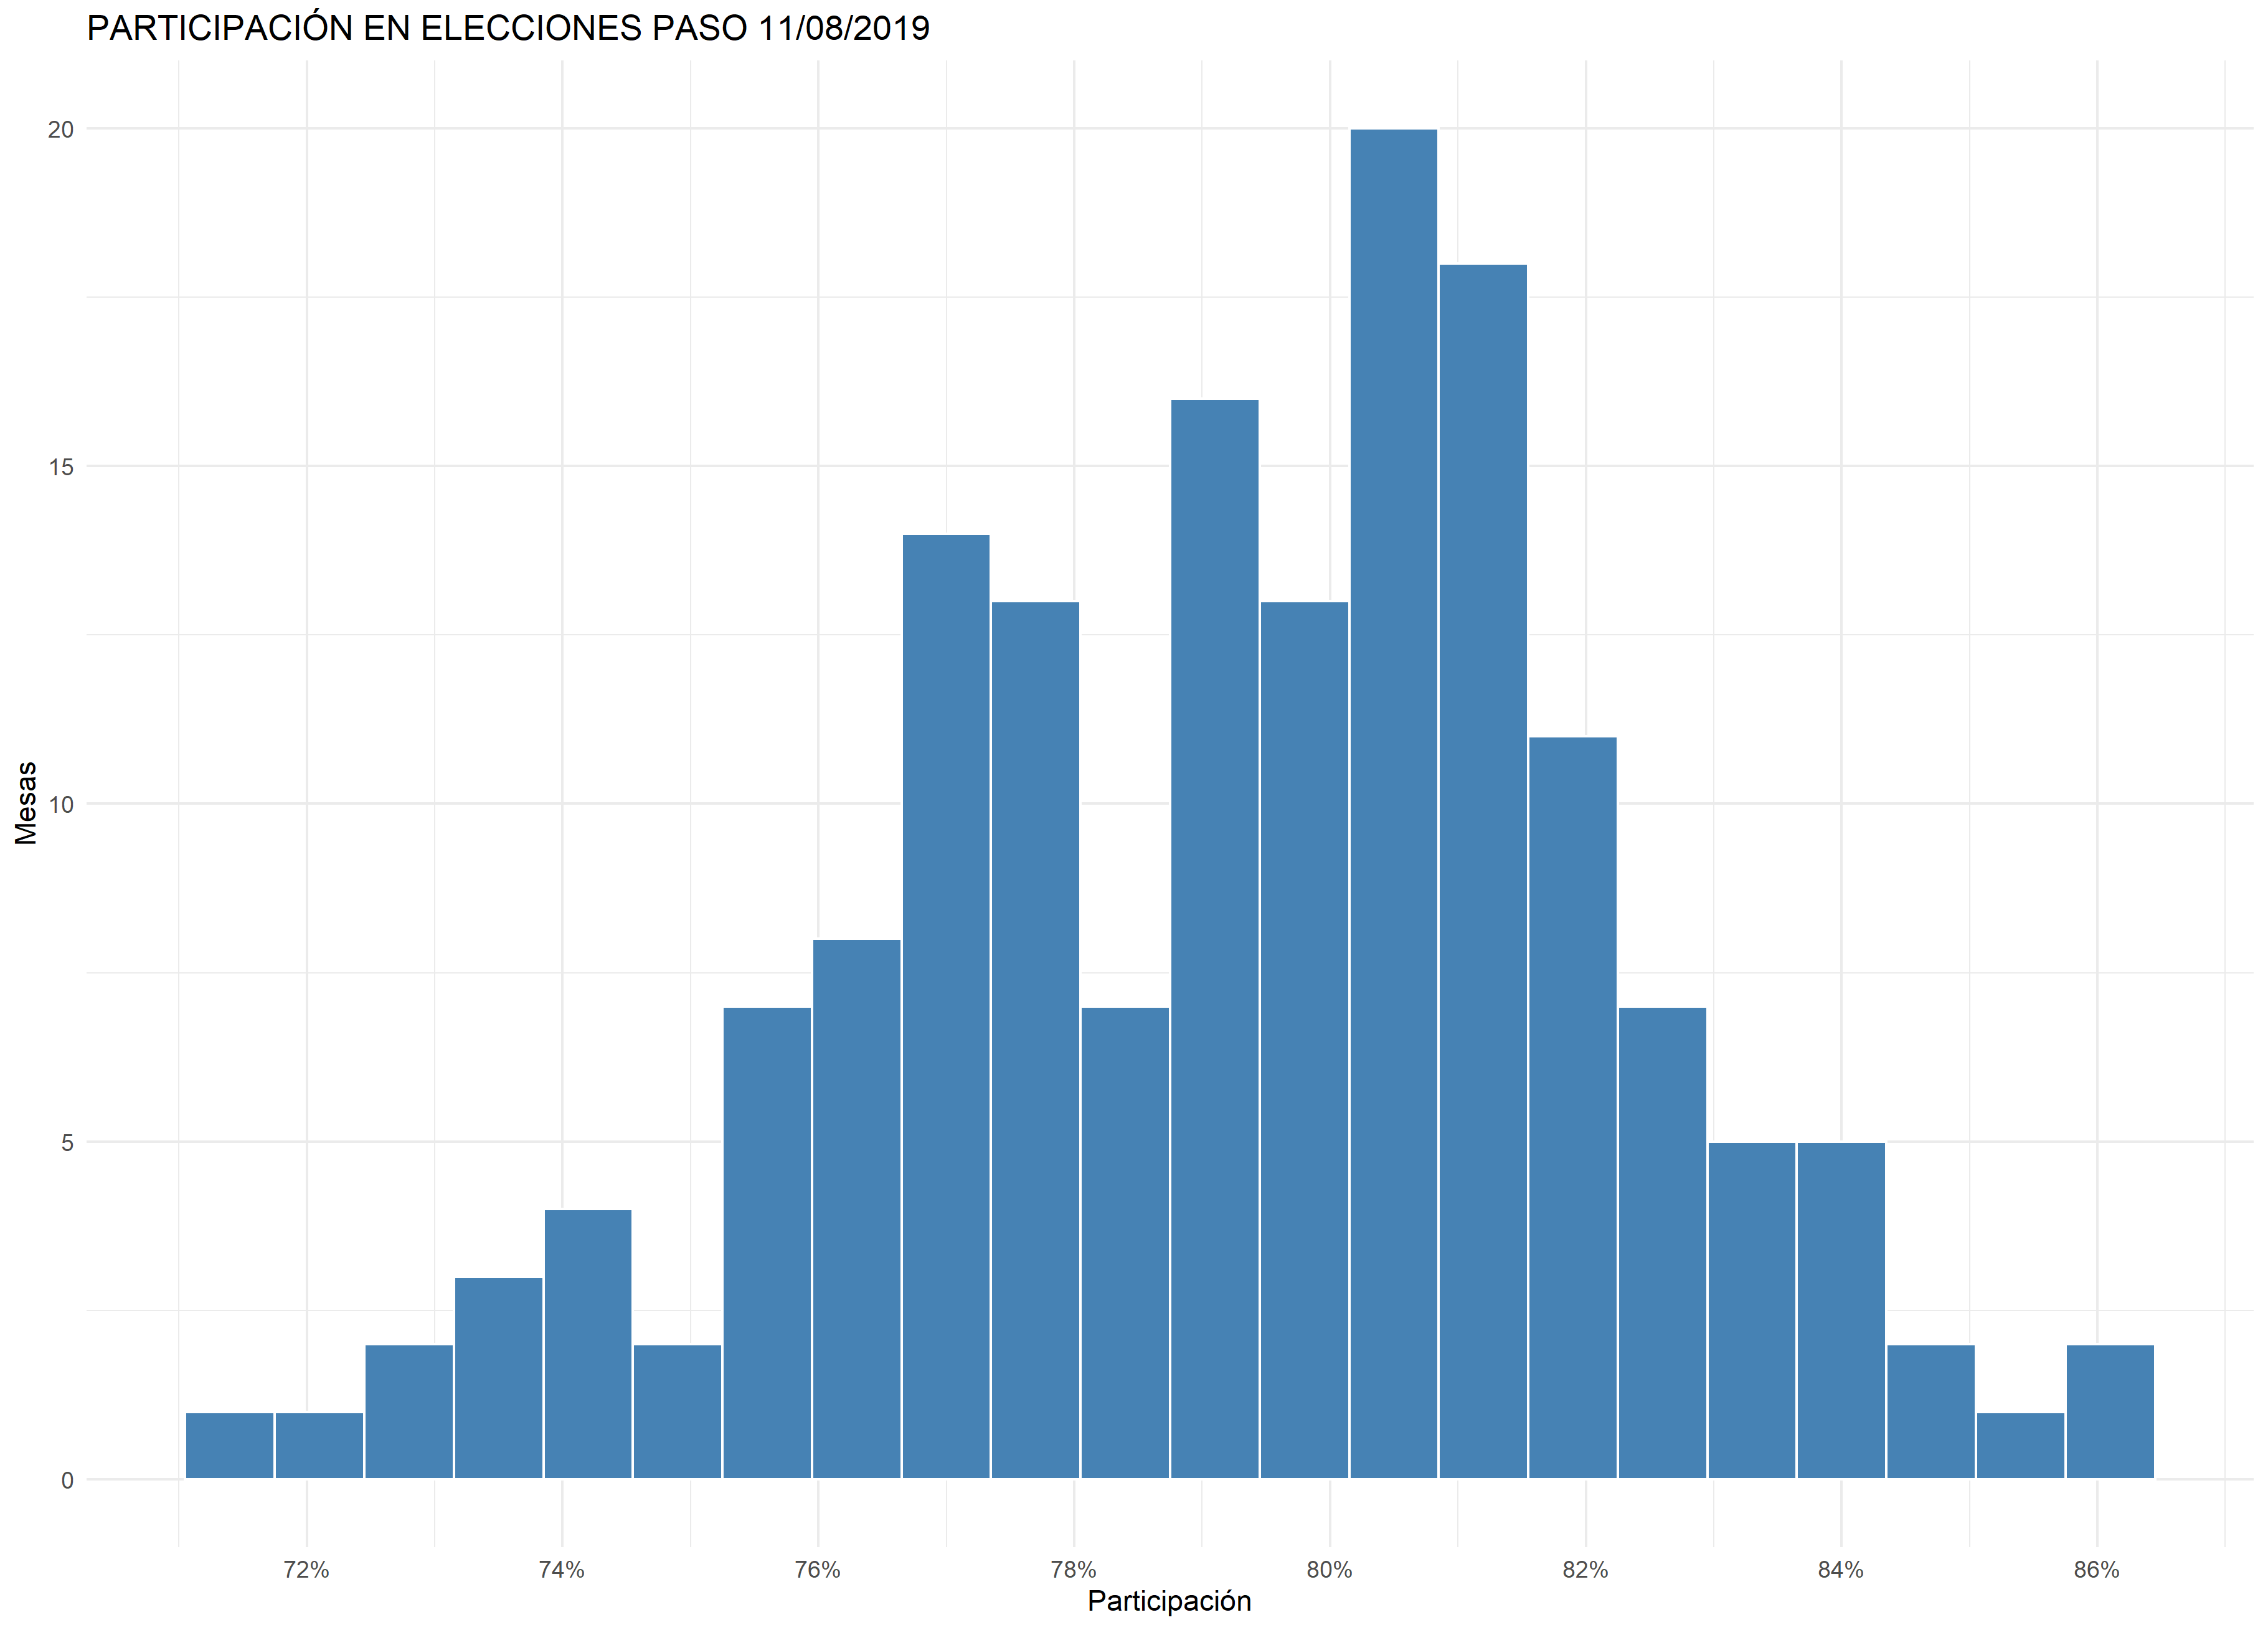 PARTICIPACIÓN EN ELECCIONES PASO 11/08/2019
20
15
10
5
0
Mesas
72% 74% 76% 78% 80% 82% 84% 86%
Participación